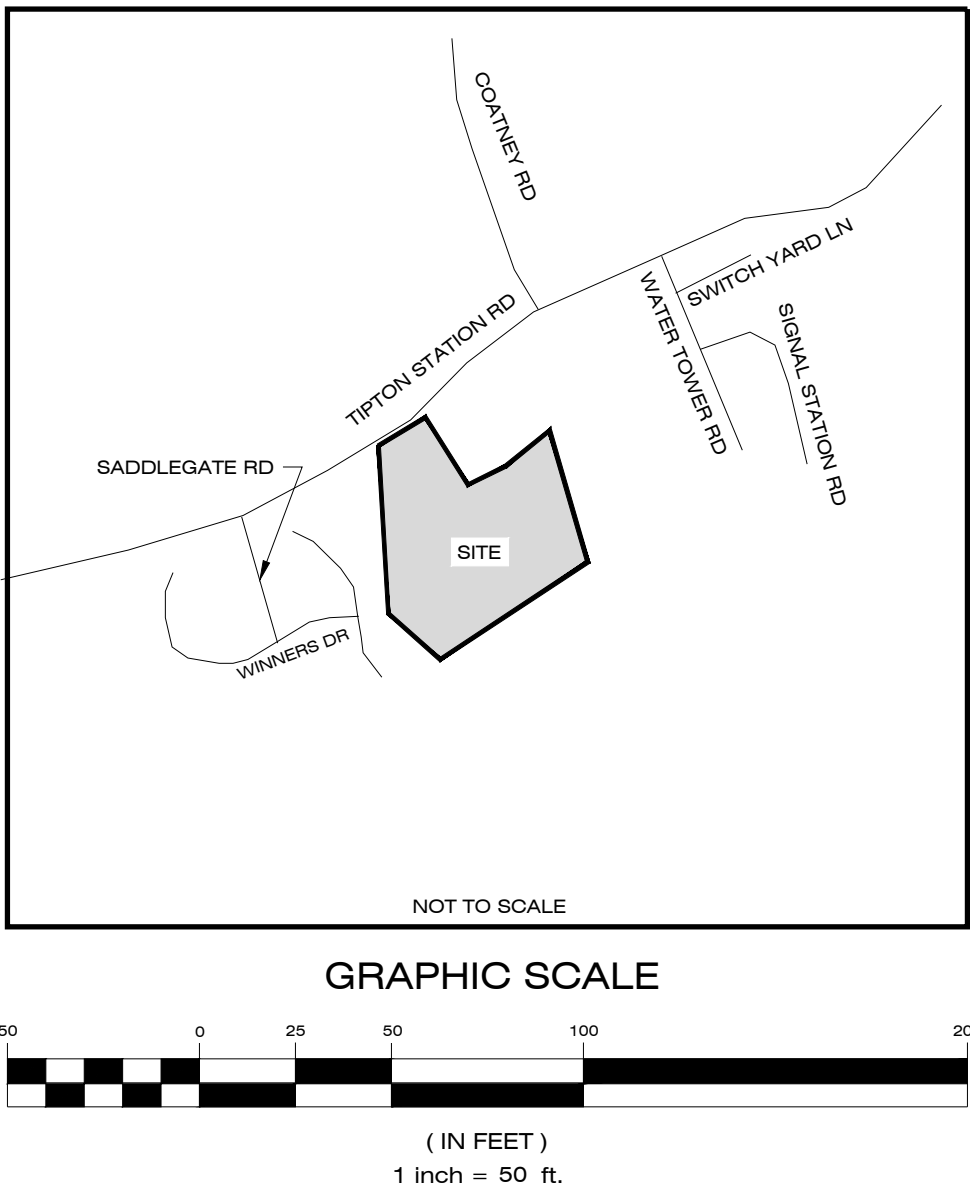 COATNEY RD
SWITCH YARD LN
TIPTON STATION RD
WATER TOWER RD
SIGNAL STATION RD
SADDLEGATE RD
SITE
WINNERS DR
NOT TO SCALE
GRAPHIC SCALE
50 0 25 50 100 20
( IN FEET )
1 inch = 50 ft.